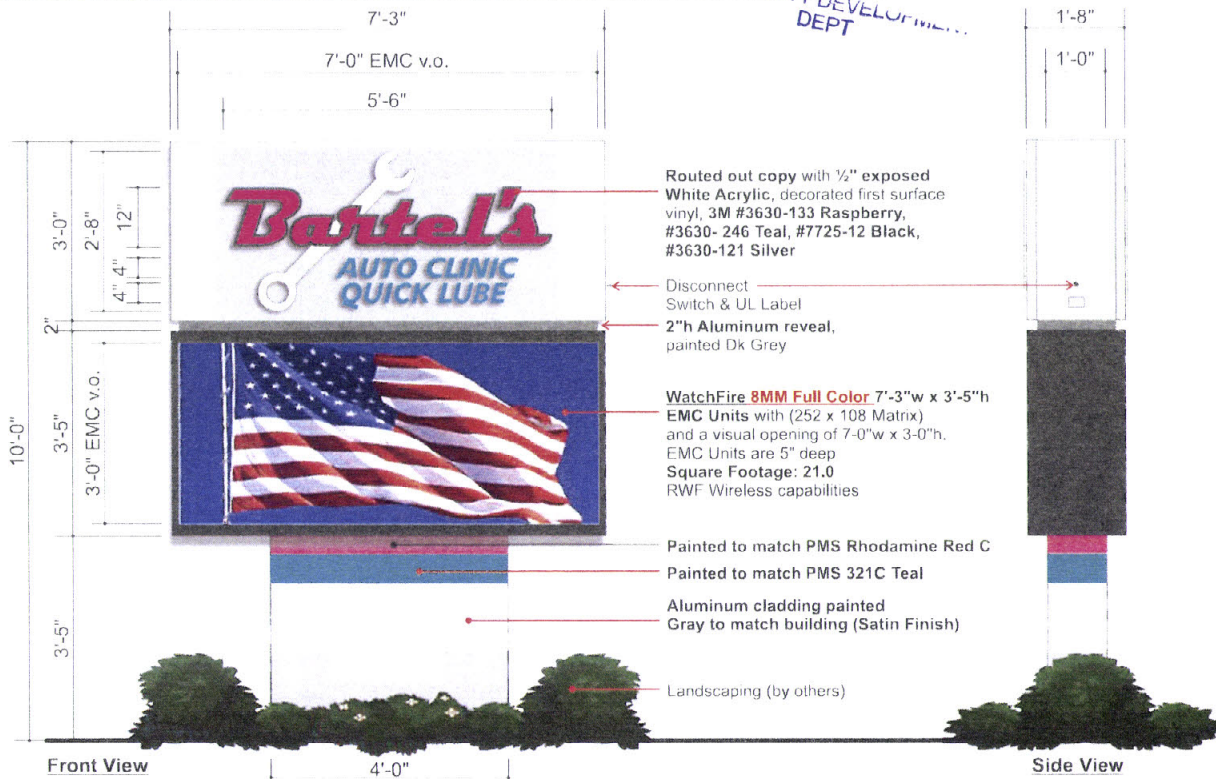 7'-3"
7'-0" EMC v.o.
5'-6"
DEPT
1'-8"
1'-0"
10'-0"
3'-0"
2'-8"
12"
4"
4"
2"
3'-5"
3'-0" EMC v.o.
3'-5"
Bartel's
AUTO CLINIC
QUICK LUBE
Routed out copy with ½" exposed
White Acrylic, decorated first surface
vinyl, 3M #3630-133 Raspberry,
#3630- 246 Teal, #7725-12 Black,
#3630-121 Silver
Disconnect
Switch & UL Label
2"h Aluminum reveal,
painted Dk Grey
WatchFire 8MM Full Color 7'-3"w x 3'-5"h
EMC Units with (252 x 108 Matrix)
and a visual opening of 7-0"w x 3-0"h.
EMC Units are 5" deep
Square Footage: 21.0
RWF Wireless capabilities
Painted to match PMS Rhodamine Red C
Painted to match PMS 321C Teal
Aluminum cladding painted
Gray to match building (Satin Finish)
Landscaping (by others)
Front View
4'-0"
Side View